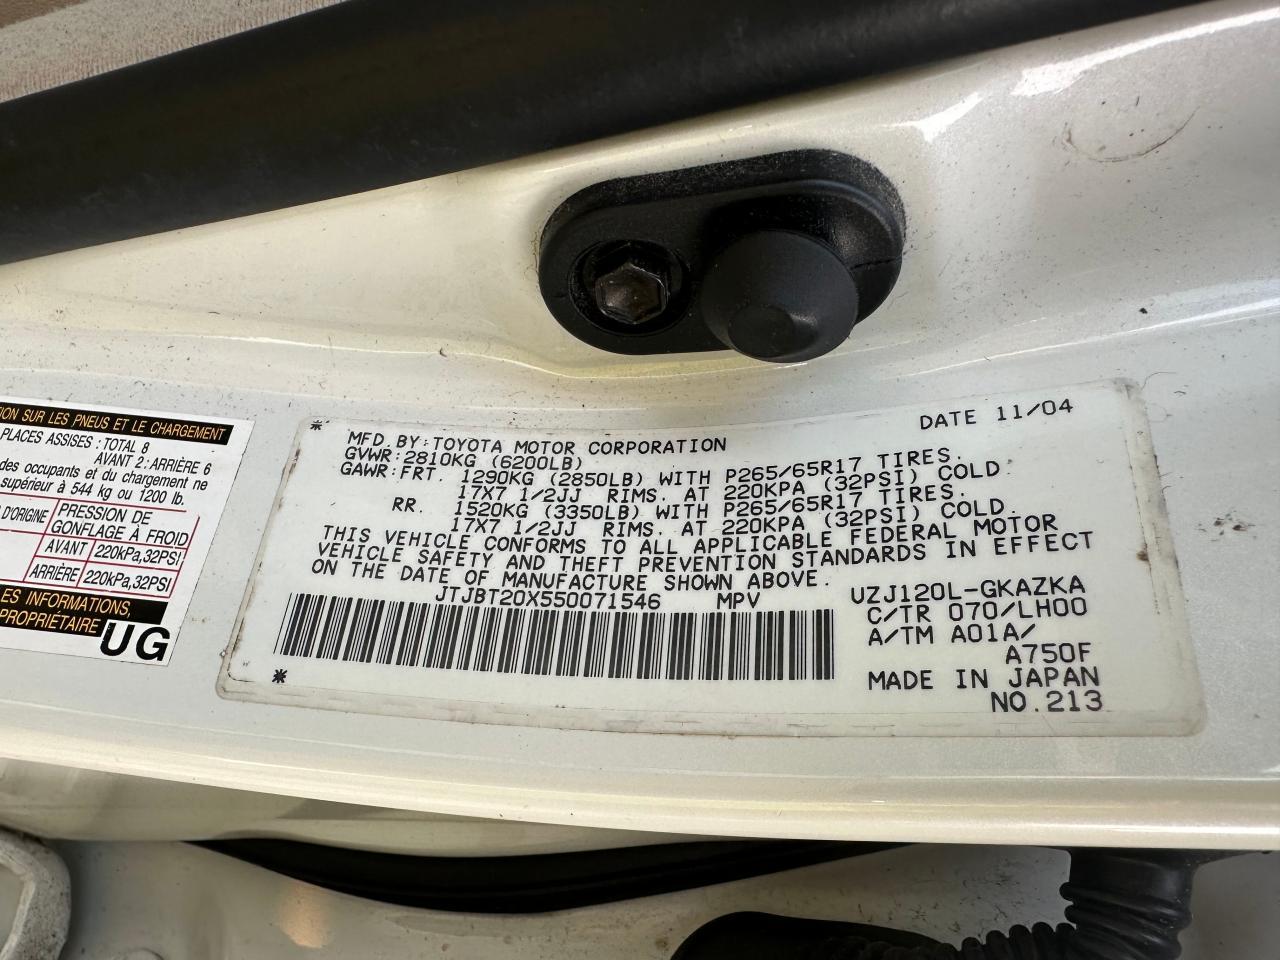 ION SUR LES PNEUS ET LE CHARGEMENT
PLACES ASSISES : TOTAL 8
AVANT 2 : ARRIÈRE 6
des occupants et du chargement ne
supérieur à 544 kg ou 1200 lb.
D'ORIGINE PRESSION DE
GONFLAGE À FROID
AVANT 220kPa,32PSI
ARRIÈRE 220kPa,32PSI
LES INFORMATIONS,
PROPRIÉTAIRE
UG
* DATE 11/04
MFD. BY: TOYOTA MOTOR CORPORATION
GVWR: 2810KG (6200LB)
GAWR: FRT. 1290KG (2850LB) WITH P265/65R17 TIRES.
17X7 1/2JJ RIMS. AT 220KPA (32PSI) COLD
RR. 1520KG (3350LB) WITH P265/65R17 TIRES.
17X7 1/2JJ RIMS. AT 220KPA (32PSI) COLD.
THIS VEHICLE CONFORMS TO ALL APPLICABLE FEDERAL MOTOR
VEHICLE SAFETY AND THEFT PREVENTION STANDARDS IN EFFECT
ON THE DATE OF MANUFACTURE SHOWN ABOVE.
JTJBT20X550071546 MPV
UZJ120L-GKAZKA
C/TR 070/LH00
A/TM A01A/
A750F
MADE IN JAPAN
* NO.213